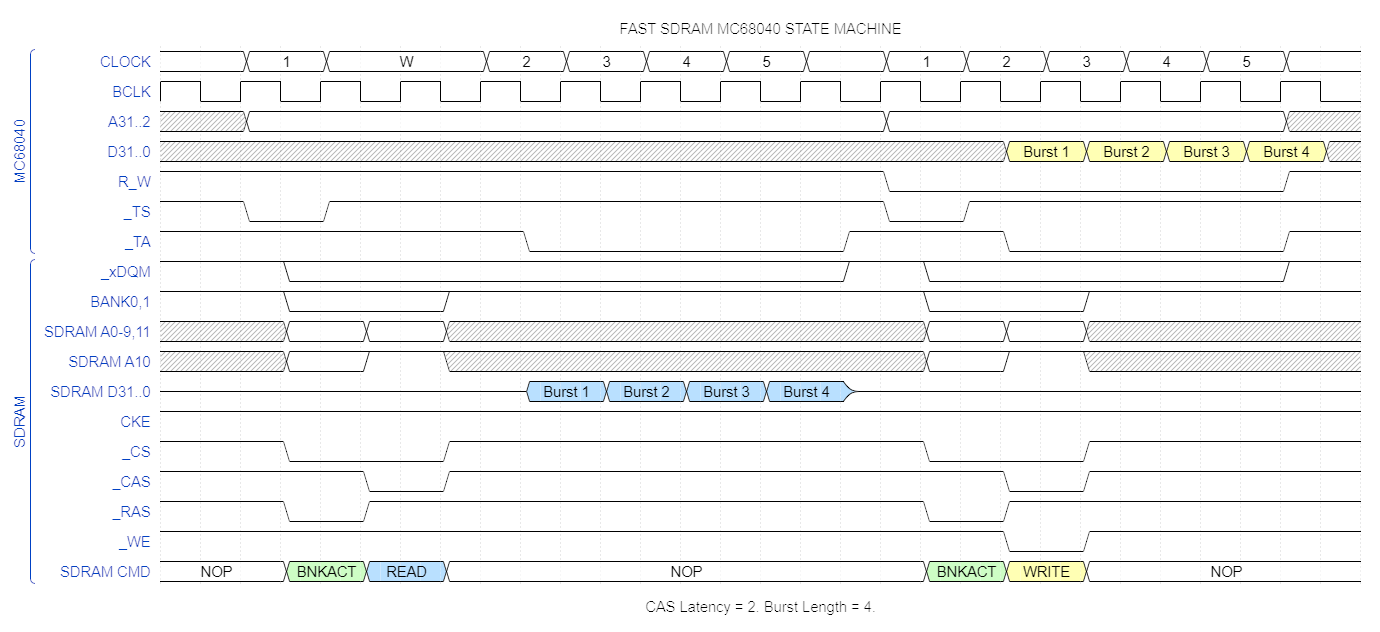 FAST SDRAM MC68040 STATE MACHINE
MC68040
CLOCK 1 W 2 3 4 5 1 2 3 4 5
BCLK
A31..2
D31..0 Burst 1 Burst 2 Burst 3 Burst 4
R_W
_TS
_TA
SDRAM
_xDQM
BANK0,1
SDRAM A0-9,11
SDRAM A10
SDRAM D31..0 Burst 1 Burst 2 Burst 3 Burst 4
CKE
_CS
_CAS
_RAS
_WE
SDRAM CMD NOP BNKACT READ NOP BNKACT WRITE NOP
CAS Latency = 2. Burst Length = 4.